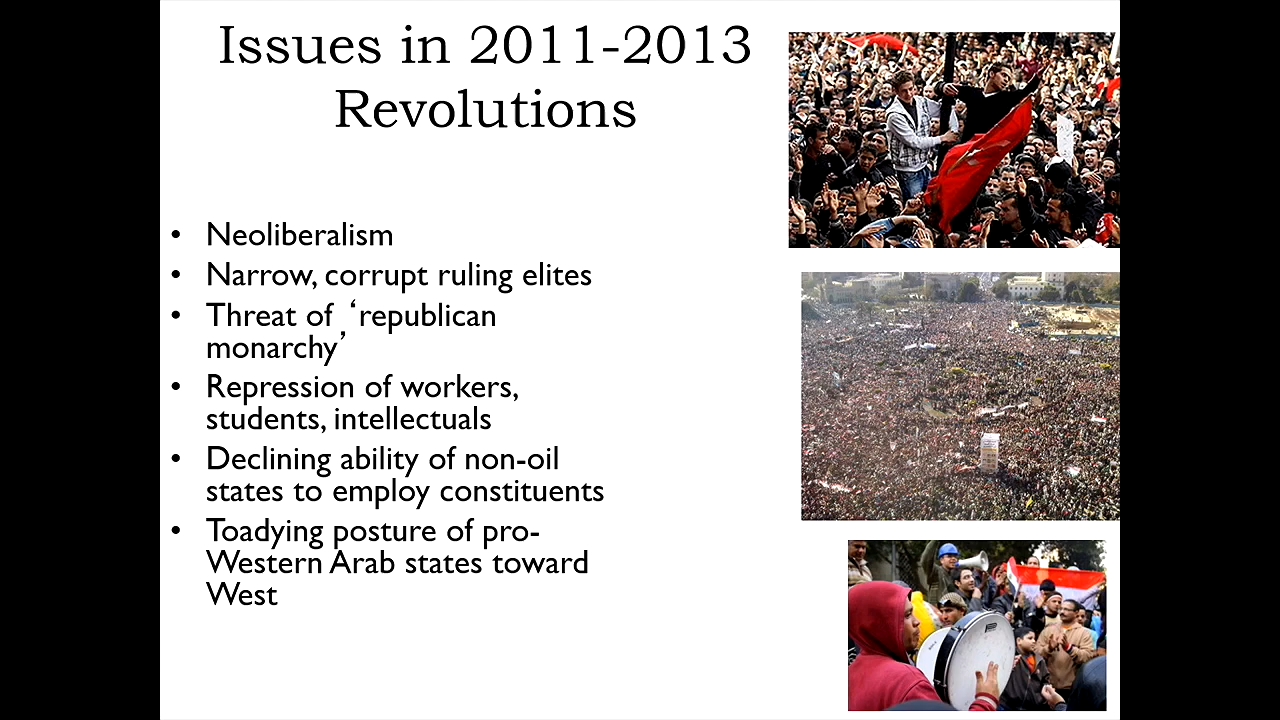 Issues in 2011-2013
Revolutions
• Neoliberalism
• Narrow, corrupt ruling elites
• Threat of ‘republican
monarchy’
• Repression of workers,
students, intellectuals
• Declining ability of non-oil
states to employ constituents
• Toadying posture of pro-
Western Arab states toward
West